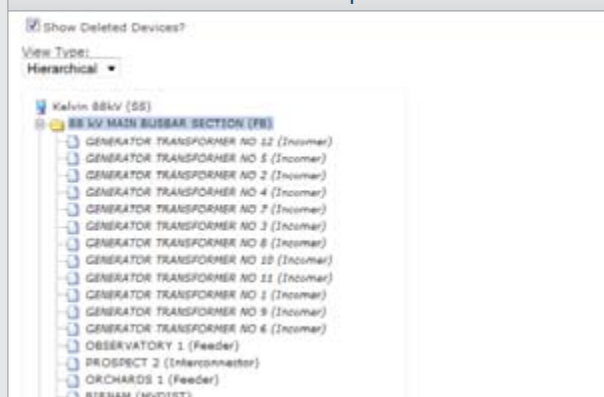 Show Deleted Devices?
View Type:
Hierarchical
Kelvin 88kV (SS)
88 kV MAIN BUSBAR SECTION (FB)
GENERATOR TRANSFORMER NO 12 (Incomer)
GENERATOR TRANSFORMER NO 5 (Incomer)
GENERATOR TRANSFORMER NO 2 (Incomer)
GENERATOR TRANSFORMER NO 4 (Incomer)
GENERATOR TRANSFORMER NO 7 (Incomer)
GENERATOR TRANSFORMER NO 3 (Incomer)
GENERATOR TRANSFORMER NO 8 (Incomer)
GENERATOR TRANSFORMER NO 10 (Incomer)
GENERATOR TRANSFORMER NO 11 (Incomer)
GENERATOR TRANSFORMER NO 1 (Incomer)
GENERATOR TRANSFORMER NO 9 (Incomer)
GENERATOR TRANSFORMER NO 6 (Incomer)
OBSERVATORY 1 (Feeder)
PROSPECT 2 (Interconnector)
ORCHARDS 1 (Feeder)